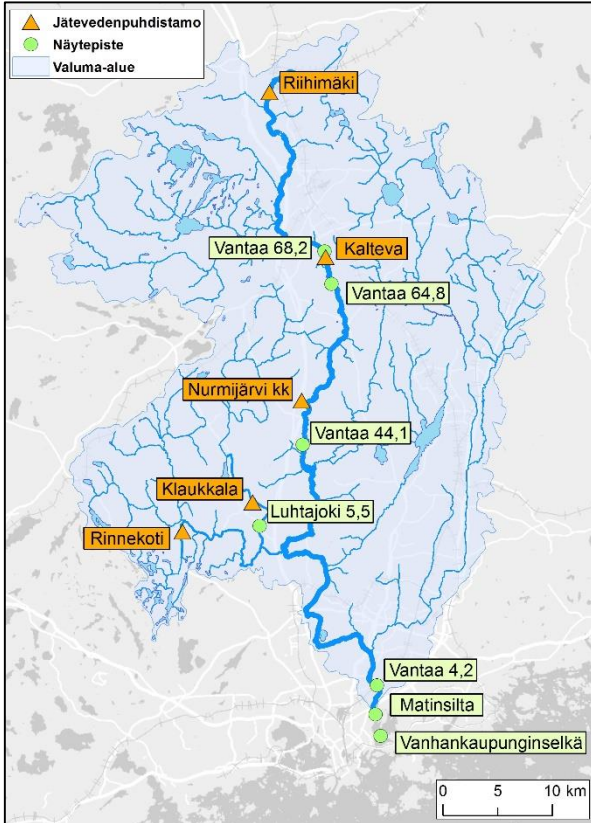 Jätevedenpuhdistamo
Näytepiste
Valuma-alue
Riihimäki
Vantaa 68,2
Kalteva
Vantaa 64,8
Nurmijärvi kk
Vantaa 44,1
Klaukkala
Luhtajoki 5,5
Rinnekoti
Vantaa 4,2
Matinsilta
Vanhankaupunginselkä
0 5 10 km